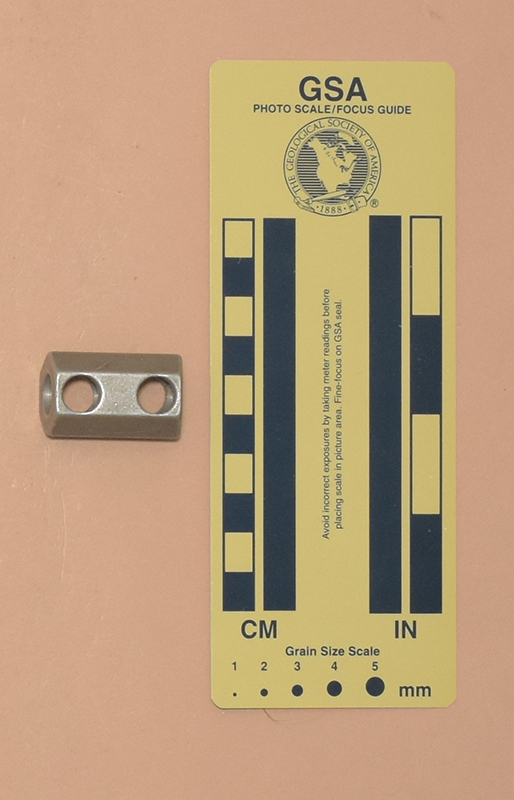 GSA
PHOTO SCALE/FOCUS GUIDE
THE GEOLOGICAL SOCIETY OF AMERICA
· 1888 ·
®
Avoid incorrect exposures by taking meter readings before
placing scale in picture area. Fine-focus on GSA seal.
CM IN
Grain Size Scale
1 2 3 4 5
mm